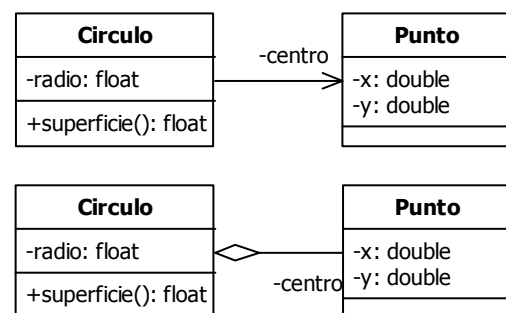 Circulo
-radio: float
+superficie(): float
-centro
Punto
-x: double
-y: double
Circulo
-radio: float
+superficie(): float
-centro
Punto
-x: double
-y: double